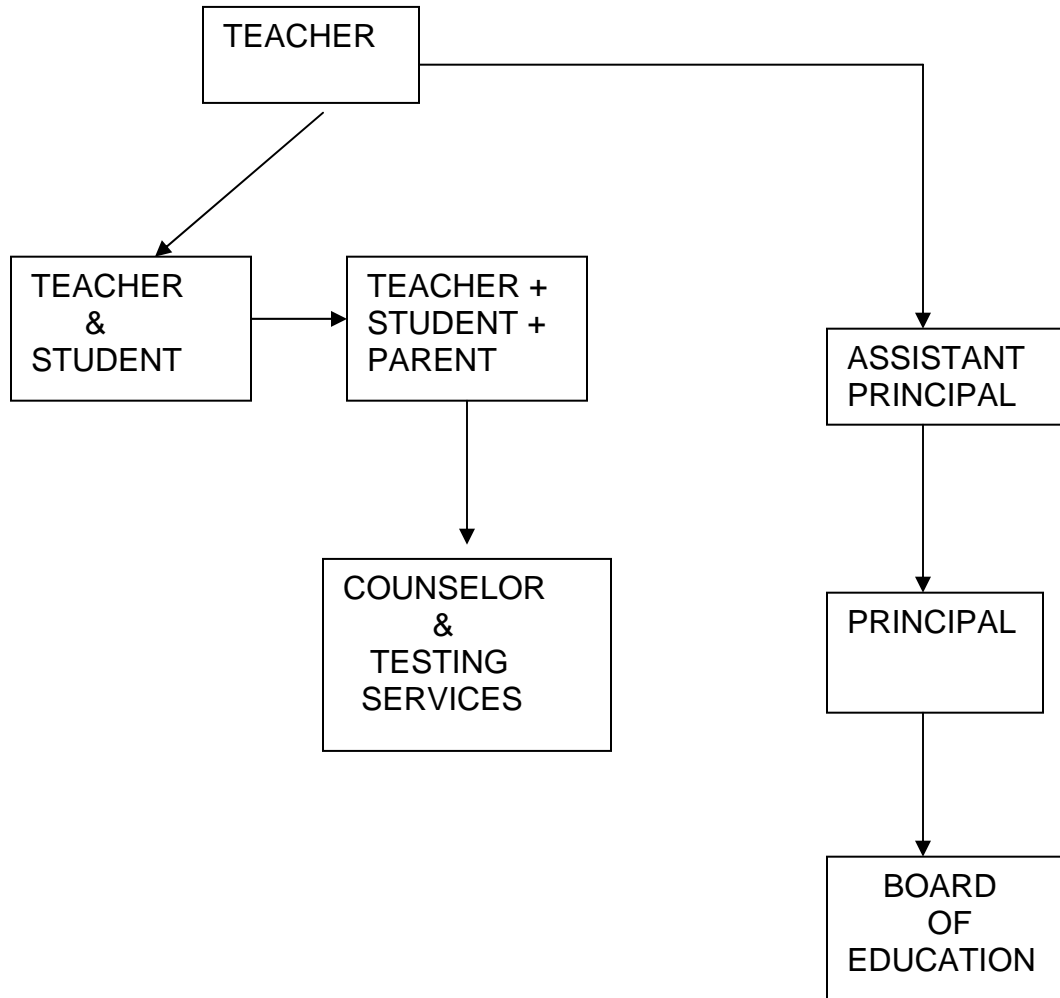 TEACHER
TEACHER
&
STUDENT
TEACHER +
STUDENT +
PARENT
ASSISTANT
PRINCIPAL
COUNSELOR
&
TESTING
SERVICES
PRINCIPAL
BOARD
OF
EDUCATION